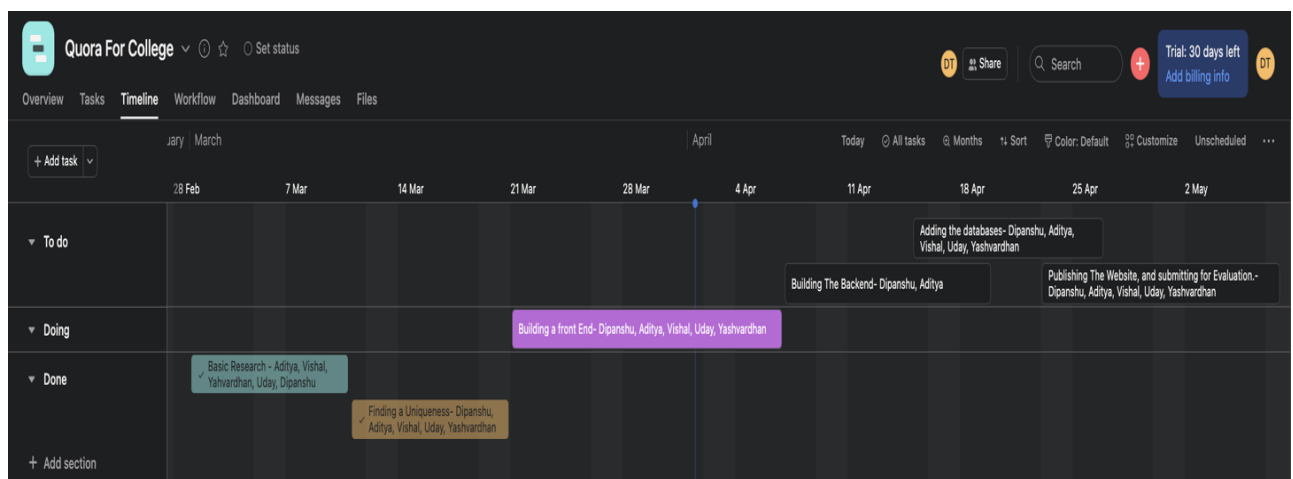 Quora For College
Set status
DT
Share
Search
+
Trial: 30 days left
Add billing info
DT
Overview Tasks Timeline Workflow Dashboard Messages Files
+ Add task
uary March April
Today All tasks Months Sort Color: Default Customize Unscheduled ...
28 Feb 7 Mar 14 Mar 21 Mar 28 Mar 4 Apr 11 Apr 18 Apr 25 Apr 2 May
To do
Adding the databases- Dipanshu, Aditya,
Vishal, Uday, Yashvardhan
Building The Backend- Dipanshu, Aditya
Publishing The Website, and submitting for Evaluation.-
Dipanshu, Aditya, Vishal, Uday, Yashvardhan
Doing
Building a front End- Dipanshu, Aditya, Vishal, Uday, Yashvardhan
Done
Basic Research - Aditya, Vishal,
Yahvardhan, Uday, Dipanshu
Finding a Uniqueness- Dipanshu,
Aditya, Vishal, Uday, Yashvardhan
+ Add section